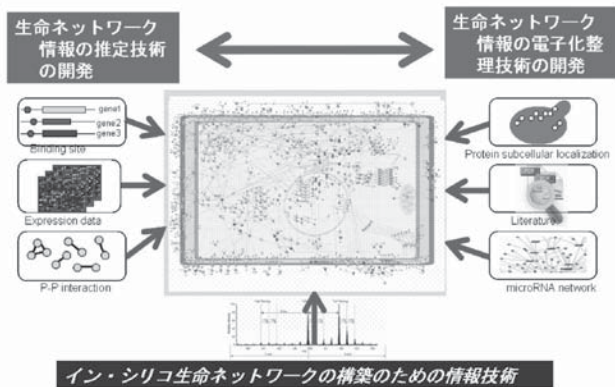 生命ネットワーク
情報の推定技術
の開発
生命ネットワーク
情報の電子化整
理技術の開発
gene1
gene2
gene3
Binding site
Expression data
P-P interaction
Protein subcellular localization
Literature
microRNA network
イン・シリコ生命ネットワークの構築のための情報技術